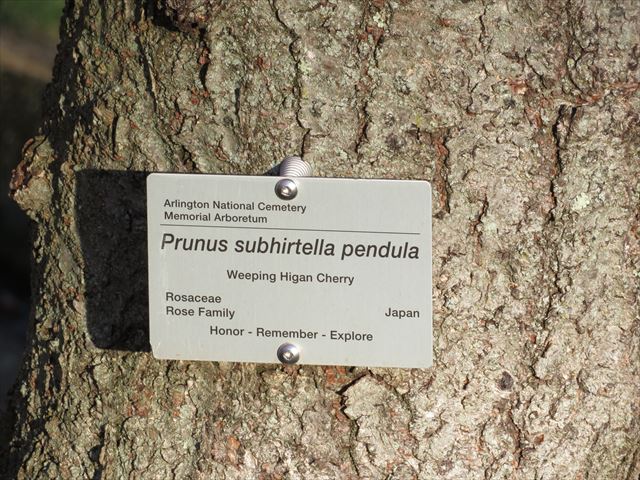 Arlington National Cemetery
Memorial Arboretum
Prunus subhirtella pendula
Weeping Higan Cherry
Rosaceae
Rose Family Japan
Honor - Remember - Explore